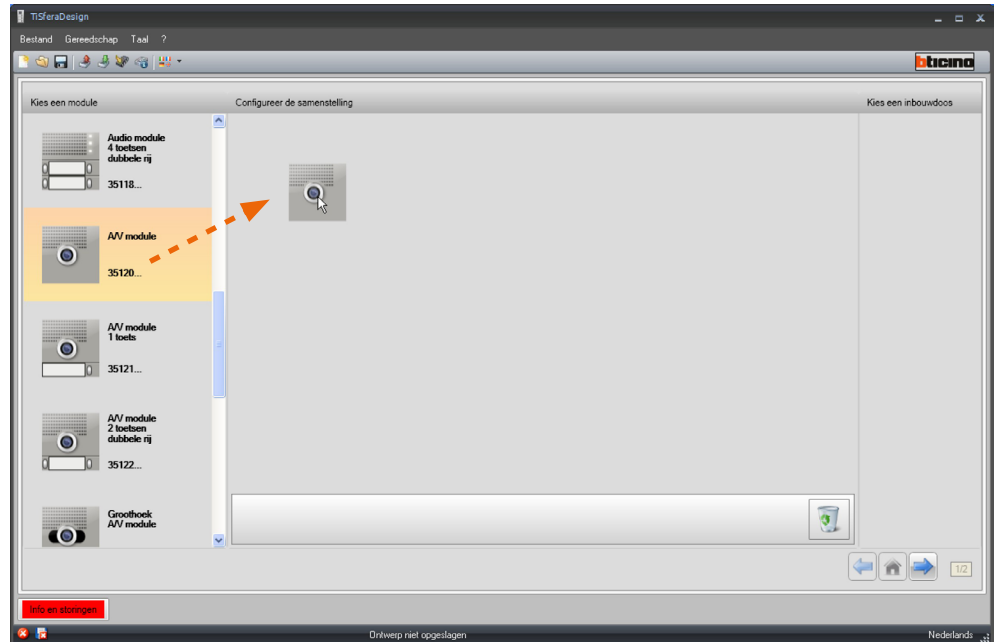 TiSferaDesign
Bestand Gereedschap Taal ?
bticino
Kies een module
Configureer de samenstelling
Kies een inbouwdoos
Audio module
4 toetsen
dubbele rij
35118...
A/V module
35120...
A/V module
1 toets
35121...
A/V module
2 toetsen
dubbele rij
35122...
Groothoek
A/V module
1/2
Info en storingen
Ontwerp niet opgeslagen
Nederlands